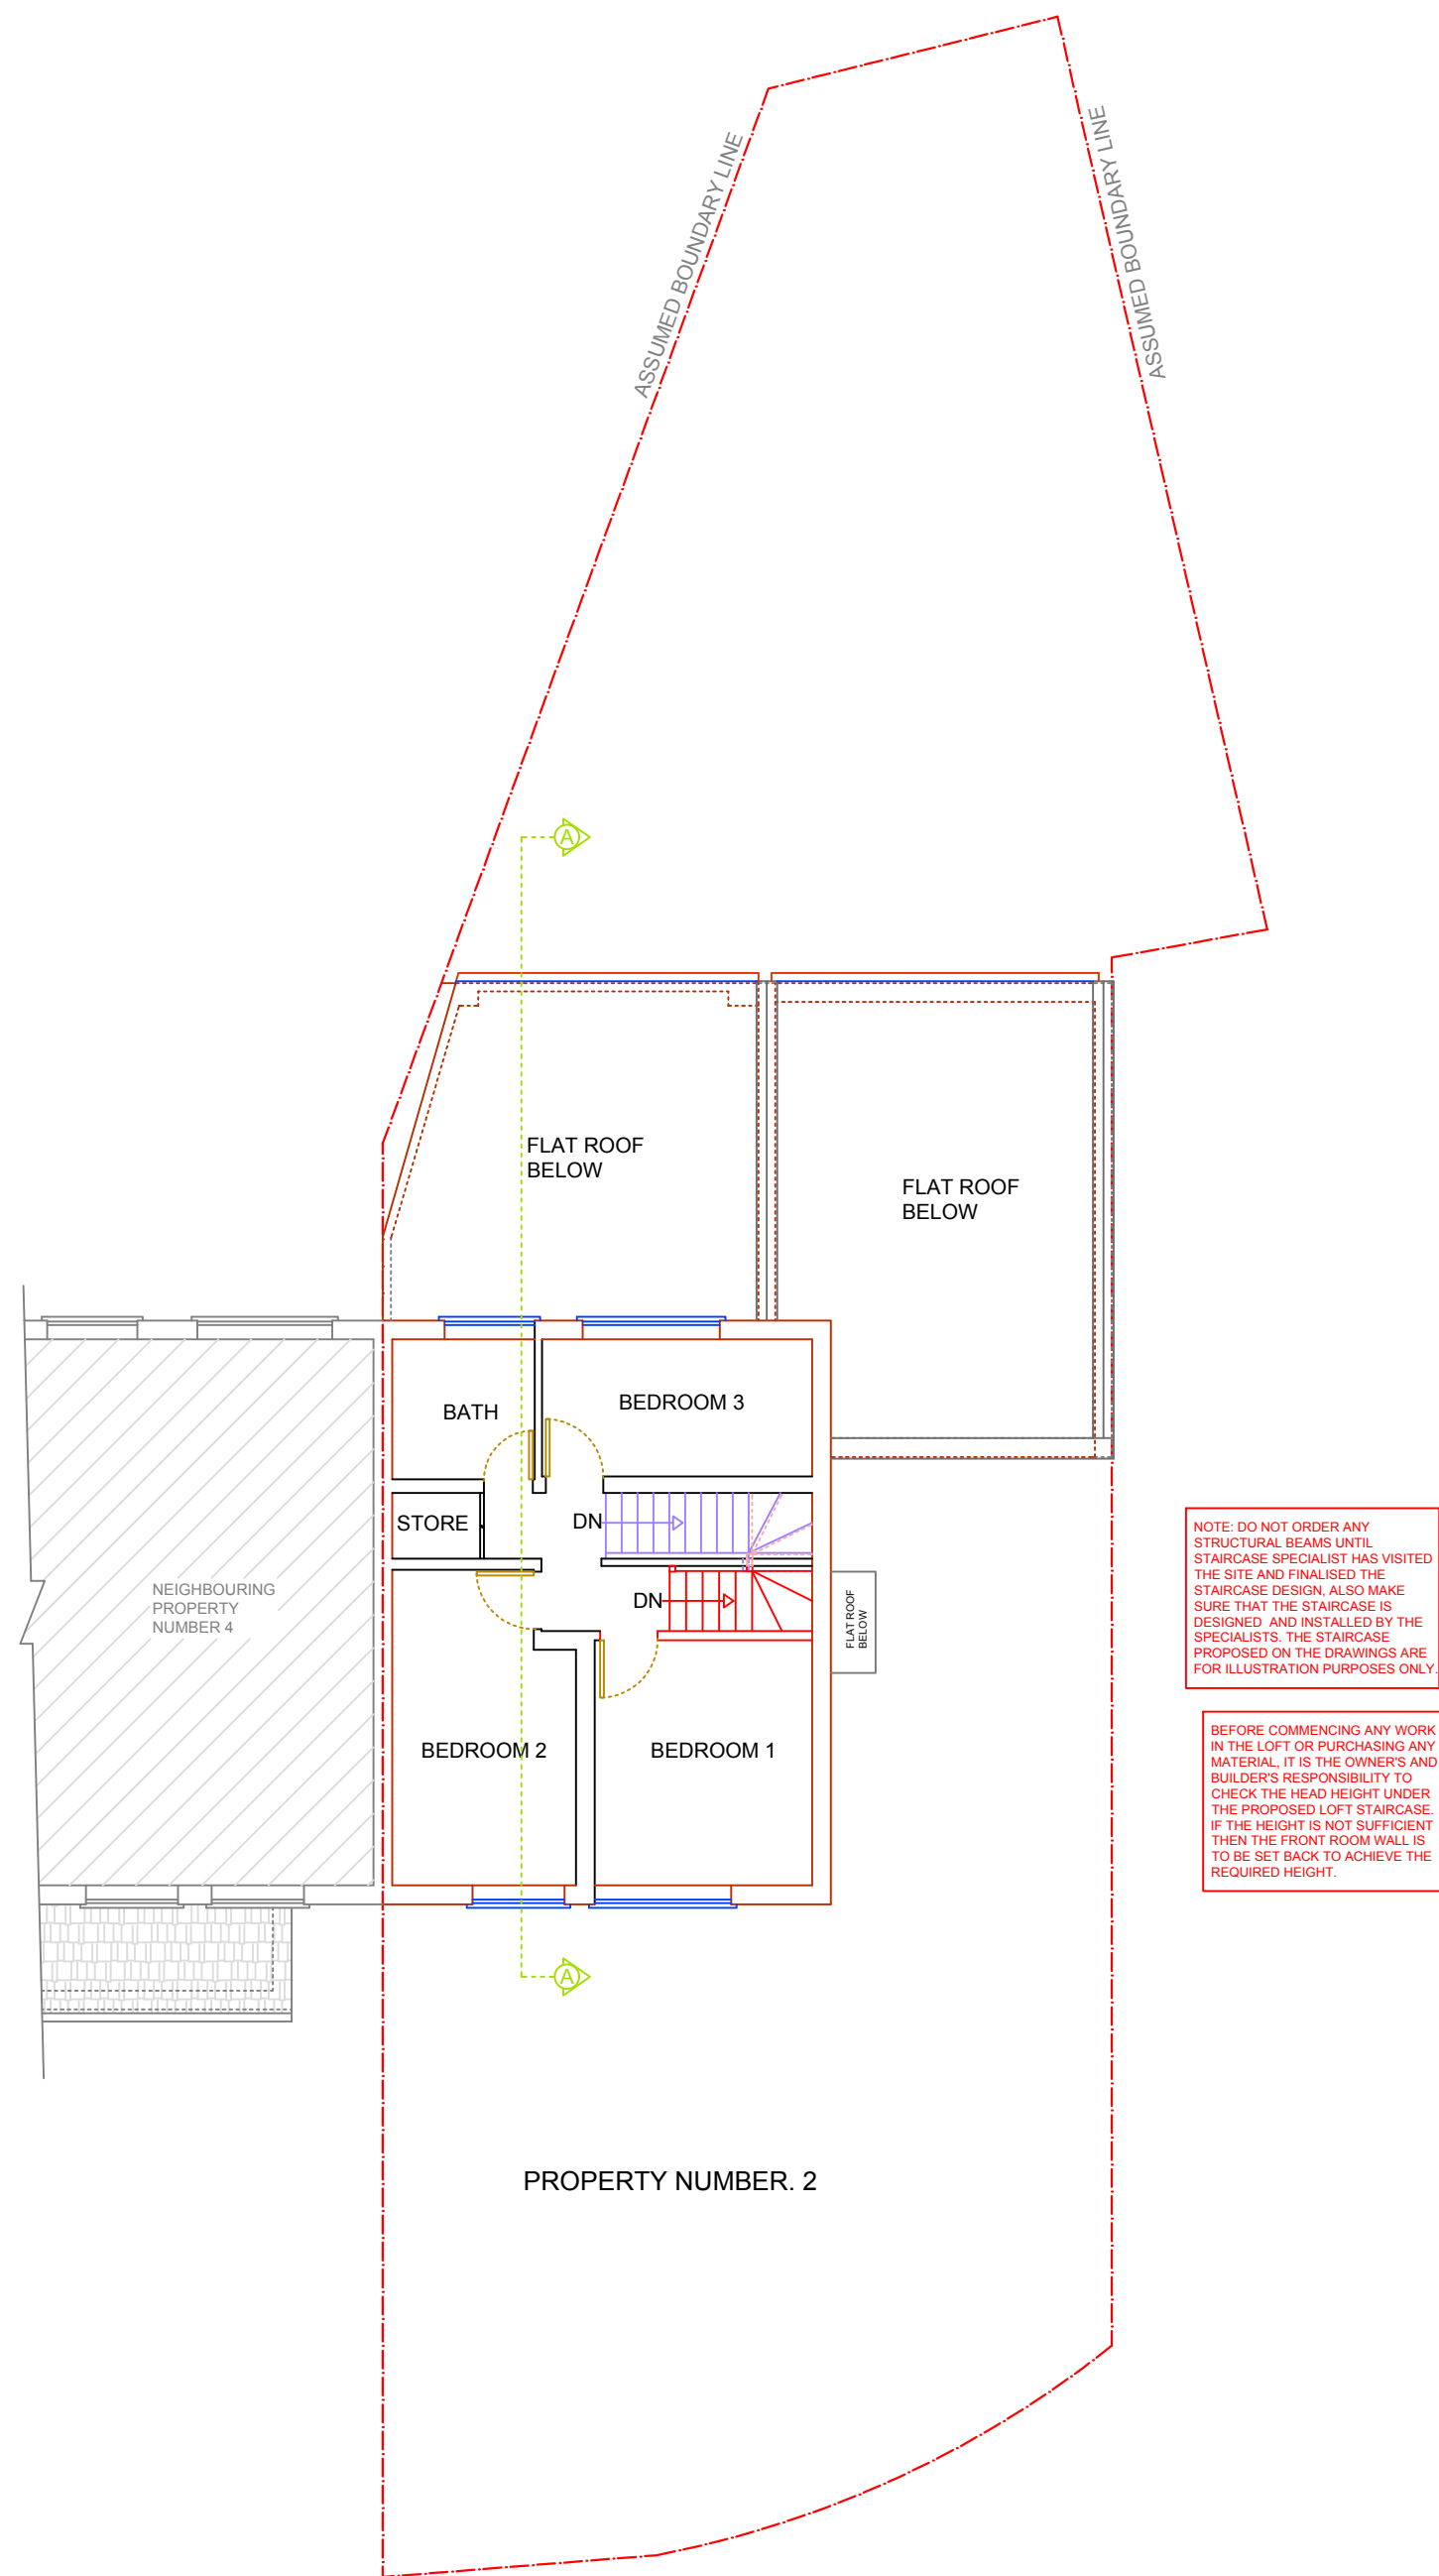 ASSUMED BOUNDARY LINE
ASSUMED BOUNDARY LINE
A
FLAT ROOF
BELOW
FLAT ROOF
BELOW
BATH
BEDROOM 3
STORE
DN
DN
FLAT ROOF
BELOW
NEIGHBOURING
PROPERTY
NUMBER 4
BEDROOM 2
BEDROOM 1
NOTE: DO NOT ORDER ANY
STRUCTURAL BEAMS UNTIL
STAIRCASE SPECIALIST HAS VISITED
THE SITE AND FINALISED THE
STAIRCASE DESIGN, ALSO MAKE
SURE THAT THE STAIRCASE IS
DESIGNED AND INSTALLED BY THE
SPECIALISTS. THE STAIRCASE
PROPOSED ON THE DRAWINGS ARE
FOR ILLUSTRATION PURPOSES ONLY.
BEFORE COMMENCING ANY WORK
IN THE LOFT OR PURCHASING ANY
MATERIAL, IT IS THE OWNER'S AND
BUILDER'S RESPONSIBILITY TO
CHECK THE HEAD HEIGHT UNDER
THE PROPOSED LOFT STAIRCASE.
IF THE HEIGHT IS NOT SUFFICIENT
THEN THE FRONT ROOM WALL IS
TO BE SET BACK TO ACHIEVE THE
REQUIRED HEIGHT.
A
PROPERTY NUMBER. 2